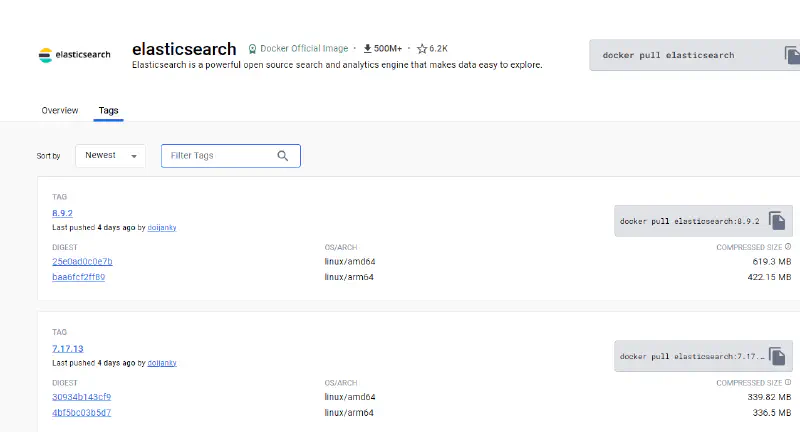 elasticsearch
elasticsearch Docker Official Image · 500M+ · 6.2K
Elasticsearch is a powerful open source search and analytics engine that makes data easy to explore.
docker pull elasticsearch
Overview Tags
Sort by Newest Filter Tags
TAG
8.9.2
Last pushed 4 days ago by doijanky
docker pull elasticsearch:8.9.2
DIGEST OS/ARCH COMPRESSED SIZE
25e0ad0c0e7b linux/amd64 619.3 MB
baa6fcf2ff89 linux/arm64 422.15 MB
TAG
7.17.13
Last pushed 4 days ago by doijanky
docker pull elasticsearch:7.17...
DIGEST OS/ARCH COMPRESSED SIZE
30934b143cf9 linux/amd64 339.82 MB
4bf5bc03b5d7 linux/arm64 336.5 MB